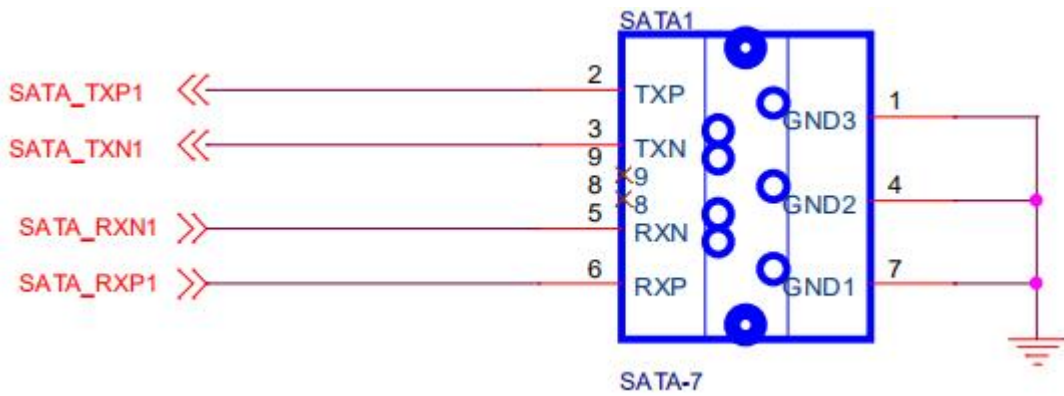 SATA1
SATA_TXP1 2 TXP GND3 1
SATA_TXN1 3 TXN
9 9
8 8 GND2 4
SATA_RXN1 5 RXN
SATA_RXP1 6 RXP GND1 7
SATA-7